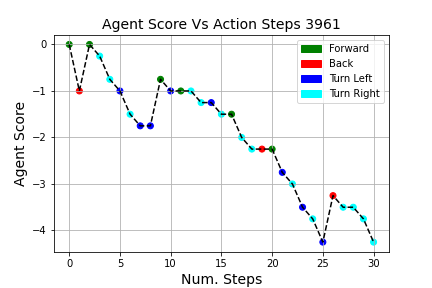 Agent Score Vs Action Steps 3961
Forward
Back
Turn Left
Turn Right
0
−1
−2
−3
−4
Agent Score
0 5 10 15 20 25 30
Num. Steps